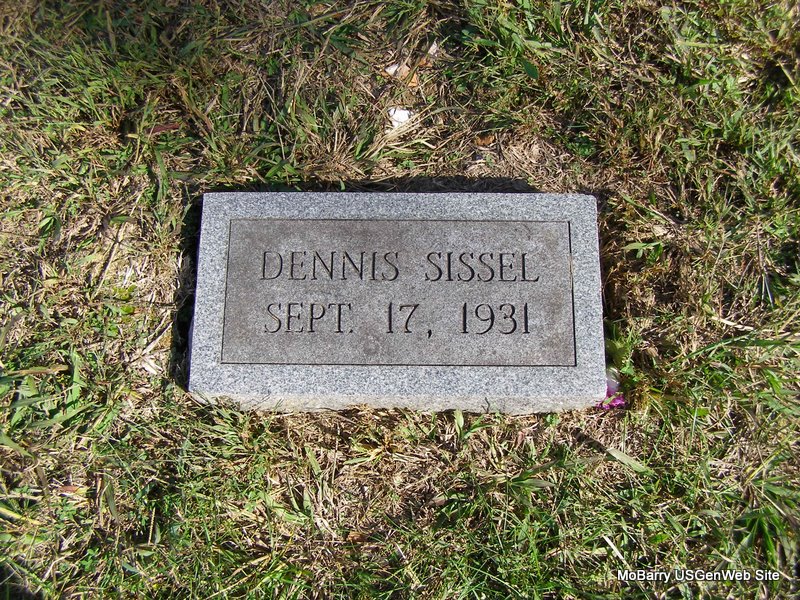 DENNIS SISSEL
SEPT. 17, 1931
MoBarry USGenWeb Site